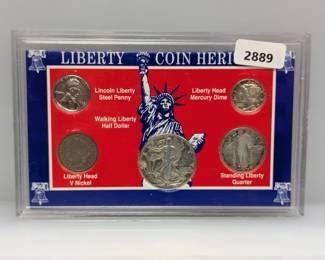 LIBERTY COIN
2889
Lincoln Liberty
Steel Penny
Liberty Head
Mercury Dime
Walking Liberty
Half Dollar
Liberty Head
V Nickel
Standing Liberty
Quarter